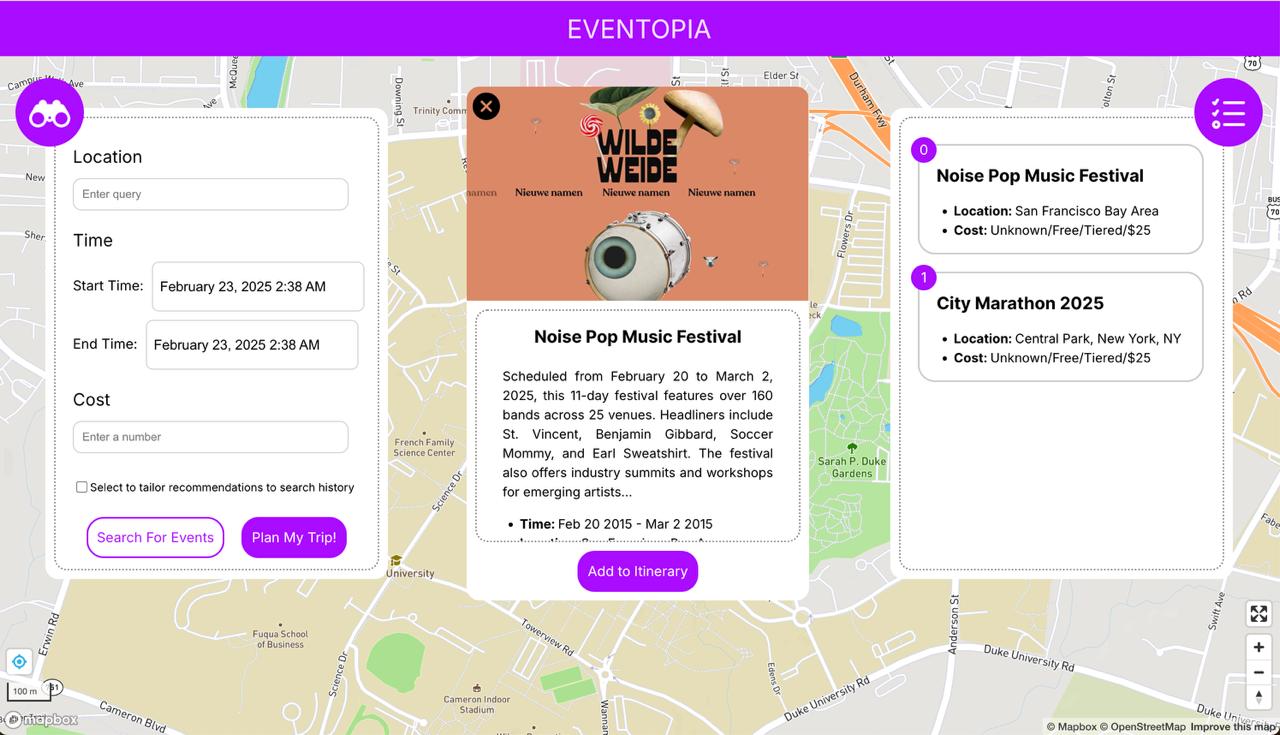 EVENTOPIA
Location
Enter query
Time
Start Time: February 23, 2025 2:38 AM
End Time: February 23, 2025 2:38 AM
Cost
Enter a number
Select to tailor recommendations to search history
Search For Events
Plan My Trip!
WILDE
WEIDE
namen Nieuwe namen Nieuwe namen Nieuwe namen
Noise Pop Music Festival
Scheduled from February 20 to March 2,
2025, this 11-day festival features over 160
bands across 25 venues. Headliners include
St. Vincent, Benjamin Gibbard, Soccer
Mommy, and Earl Sweatshirt. The festival
also offers industry summits and workshops
for emerging artists...
• Time: Feb 20 2015 - Mar 2 2015
Add to Itinerary
0
Noise Pop Music Festival
• Location: San Francisco Bay Area
• Cost: Unknown/Free/Tiered/$25
1
City Marathon 2025
• Location: Central Park, New York, NY
• Cost: Unknown/Free/Tiered/$25
Elder St
Durham Fwy
70
Downing St
Trinity Comm
Flowers Dr
French Family
Science Center
Science Dr
Sarah P. Duke
Gardens
University
Erwin Rd
Fuqua School
of Business
Science Dr
Towerview Rd
Cameron Indoor
Stadium
Cameron Blvd
Edens Dr
Duke University Rd
Anderson St
Duke University Rd
Swift Ave
100 m
mapbox
© Mapbox © OpenStreetMap Improve this map